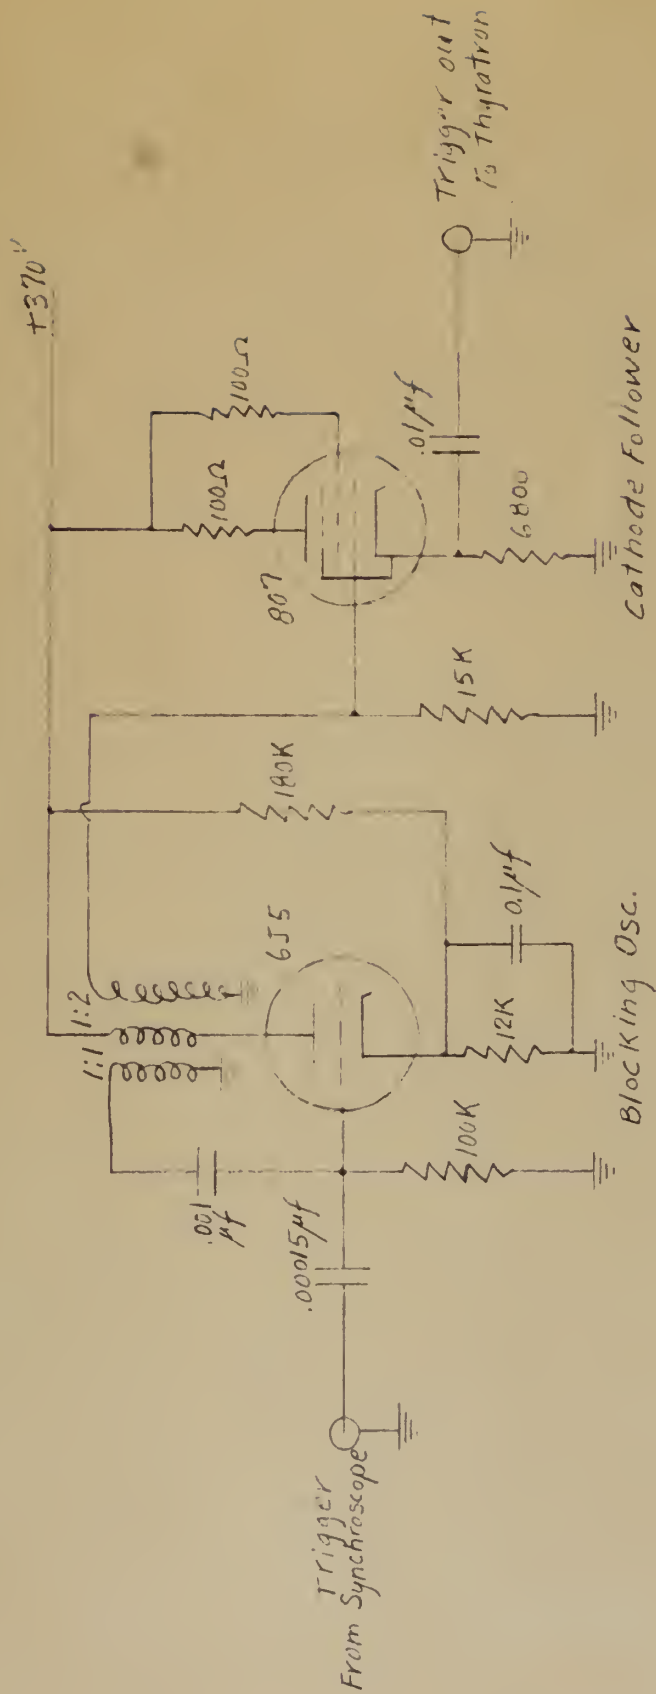 +370V
1:1
1:2
.001
μf
.00015μf
100K
6J5
12K
0.1μf
180K
15K
807
100Ω
100Ω
.01μf
6800
Trigger
From Synchroscope
Trigger out
To Thyratron
Blocking Osc.
Cathode Follower